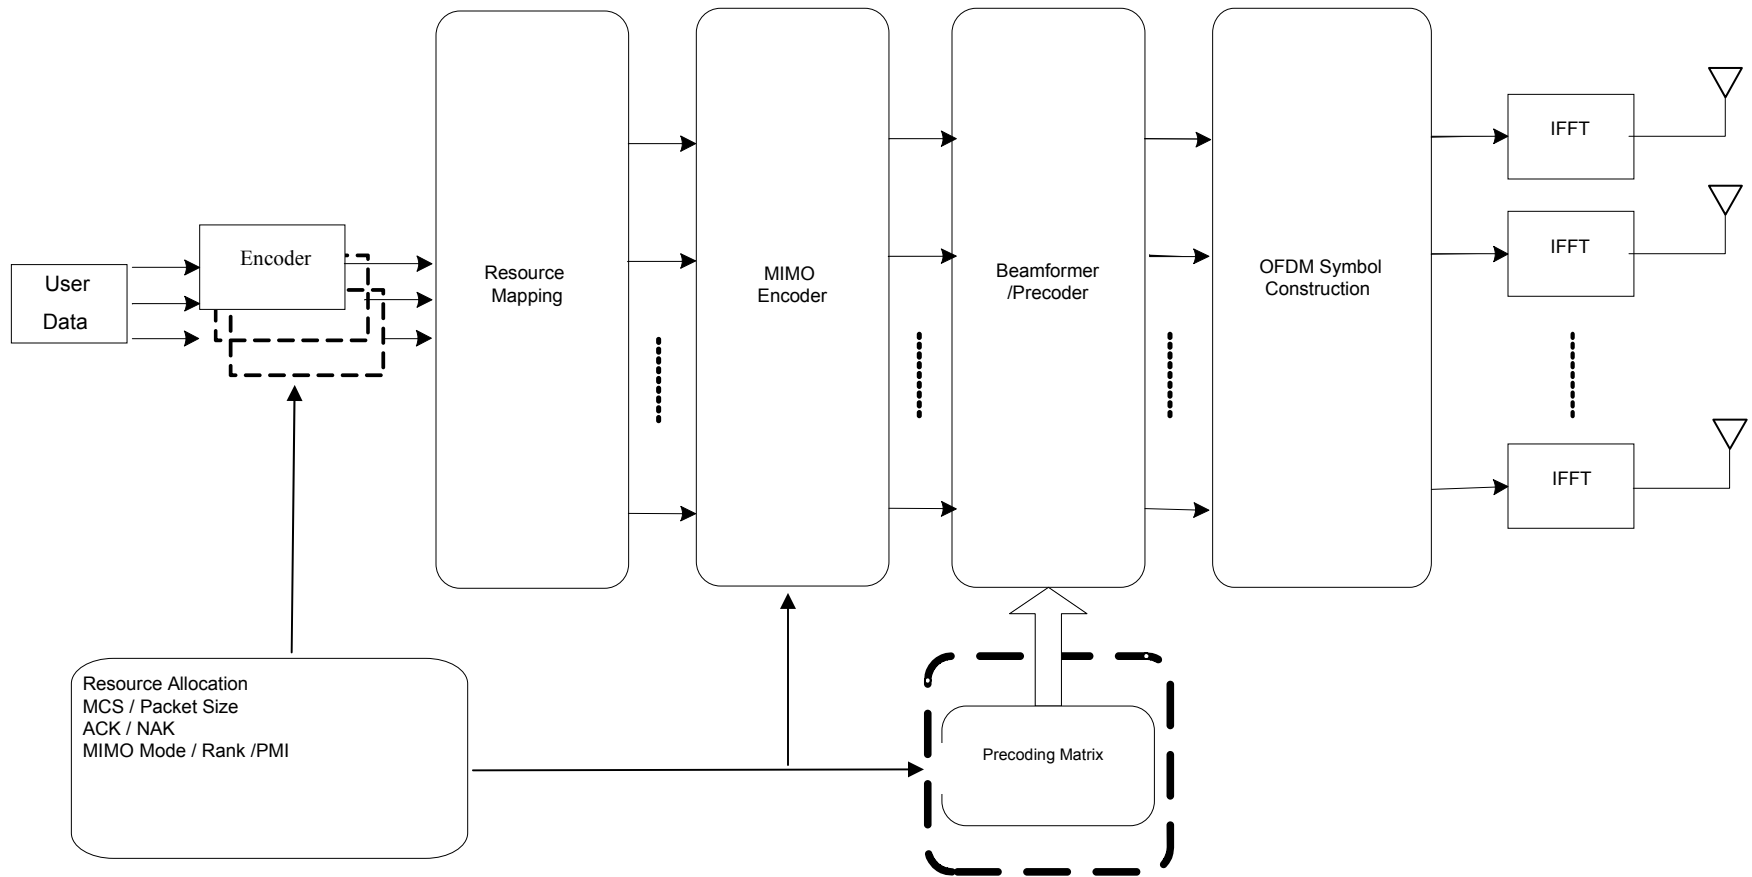 User
Data
Encoder
Resource
Mapping
MIMO
Encoder
Beamformer
/Precoder
OFDM Symbol
Construction
IFFT
IFFT
IFFT
Resource Allocation
MCS / Packet Size
ACK / NAK
MIMO Mode / Rank /PMI
Precoding Matrix